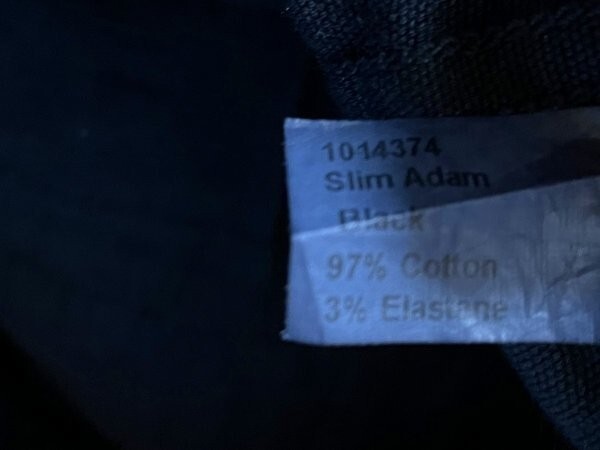 1014374
Slim Adam
Black
97% Cotton
3% Elastane